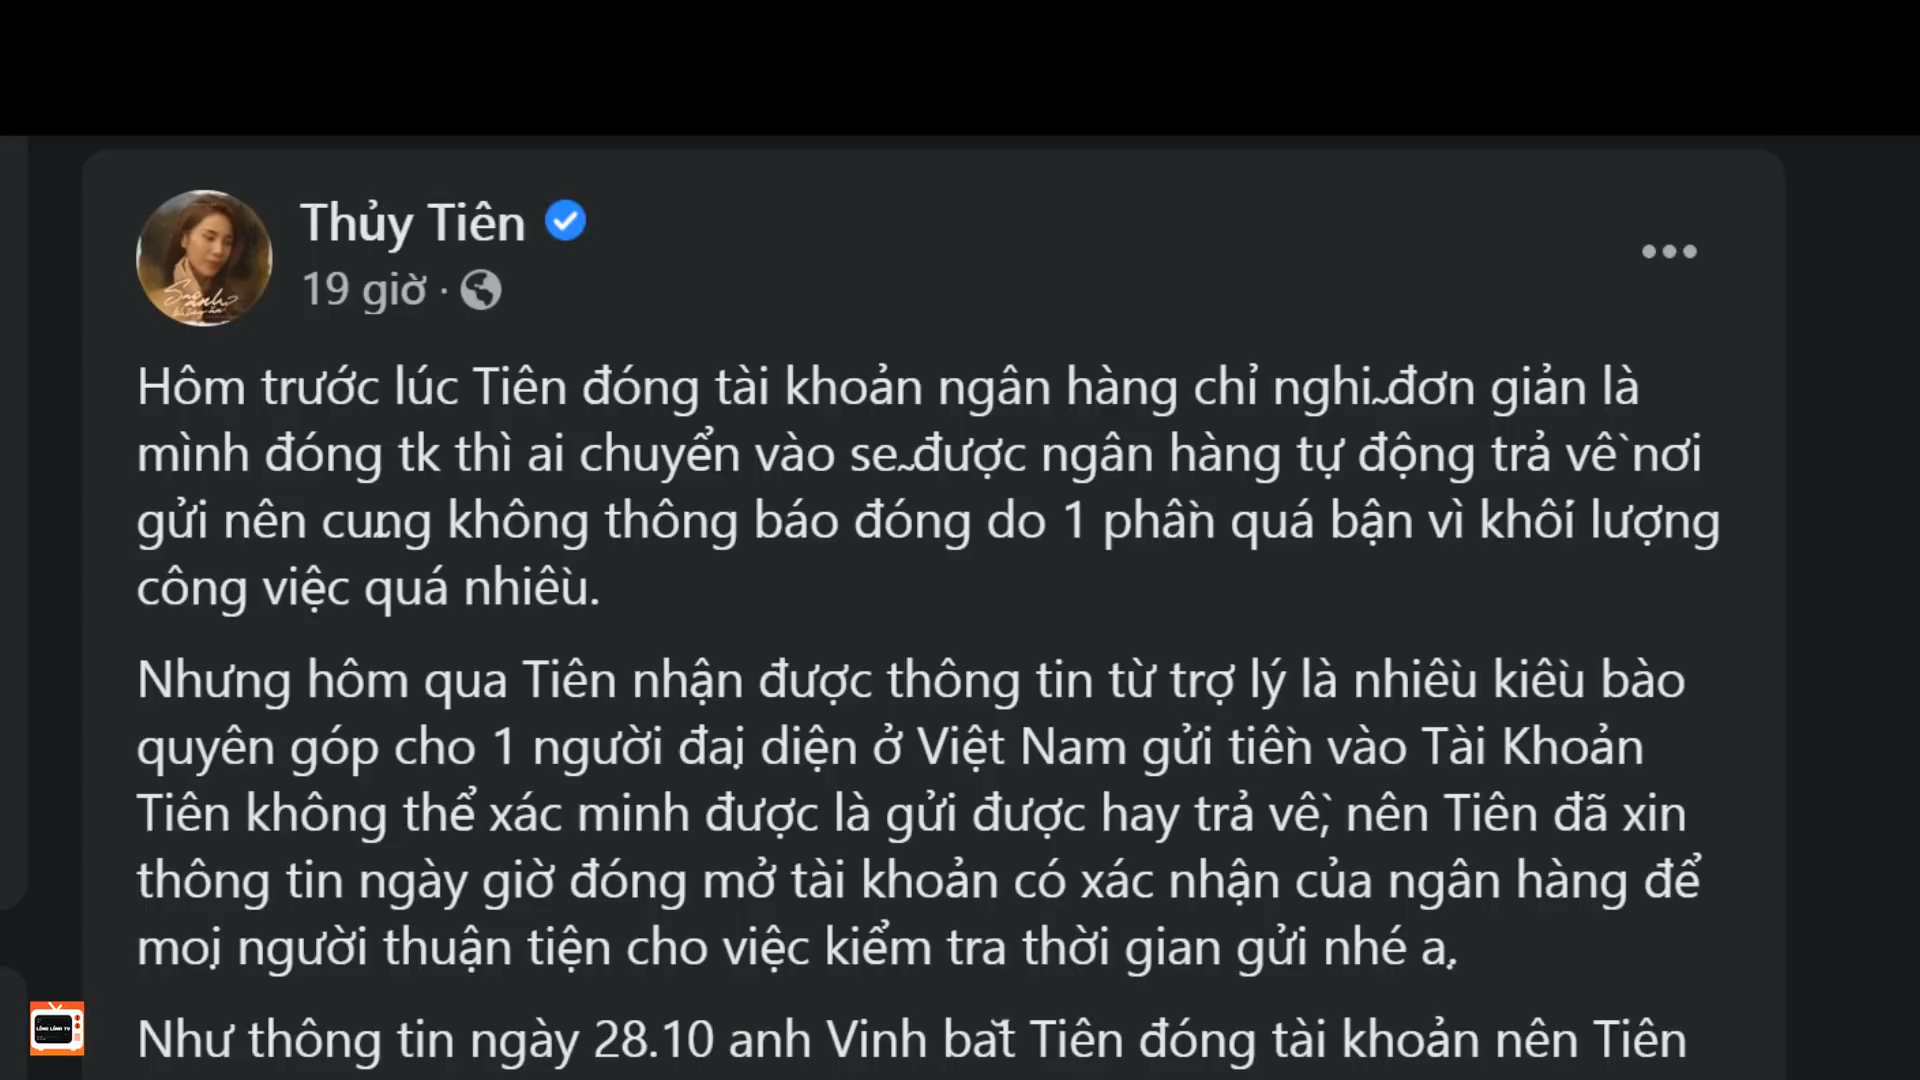 Thủy Tiên
19 giờ ·
Hôm trước lúc Tiên đóng tài khoản ngân hàng chỉ nghĩ đơn giản là
mình đóng tk thì ai chuyển vào sẽ được ngân hàng tự động trả về nơi
gửi nên cũng không thông báo đóng do 1 phần quá bận vì khối lượng
công việc quá nhiều.
Nhưng hôm qua Tiên nhận được thông tin từ trợ lý là nhiều kiều bào
quyên góp cho 1 người đại diện ở Việt Nam gửi tiền vào Tài Khoản
Tiên không thể xác minh được là gửi được hay trả về, nên Tiên đã xin
thông tin ngày giờ đóng mở tài khoản có xác nhận của ngân hàng để
mọi người thuận tiện cho việc kiểm tra thời gian gửi nhé ạ.
Như thông tin ngày 28.10 anh Vinh bắt Tiên đóng tài khoản nên Tiên
LÓNG LÁNH TV